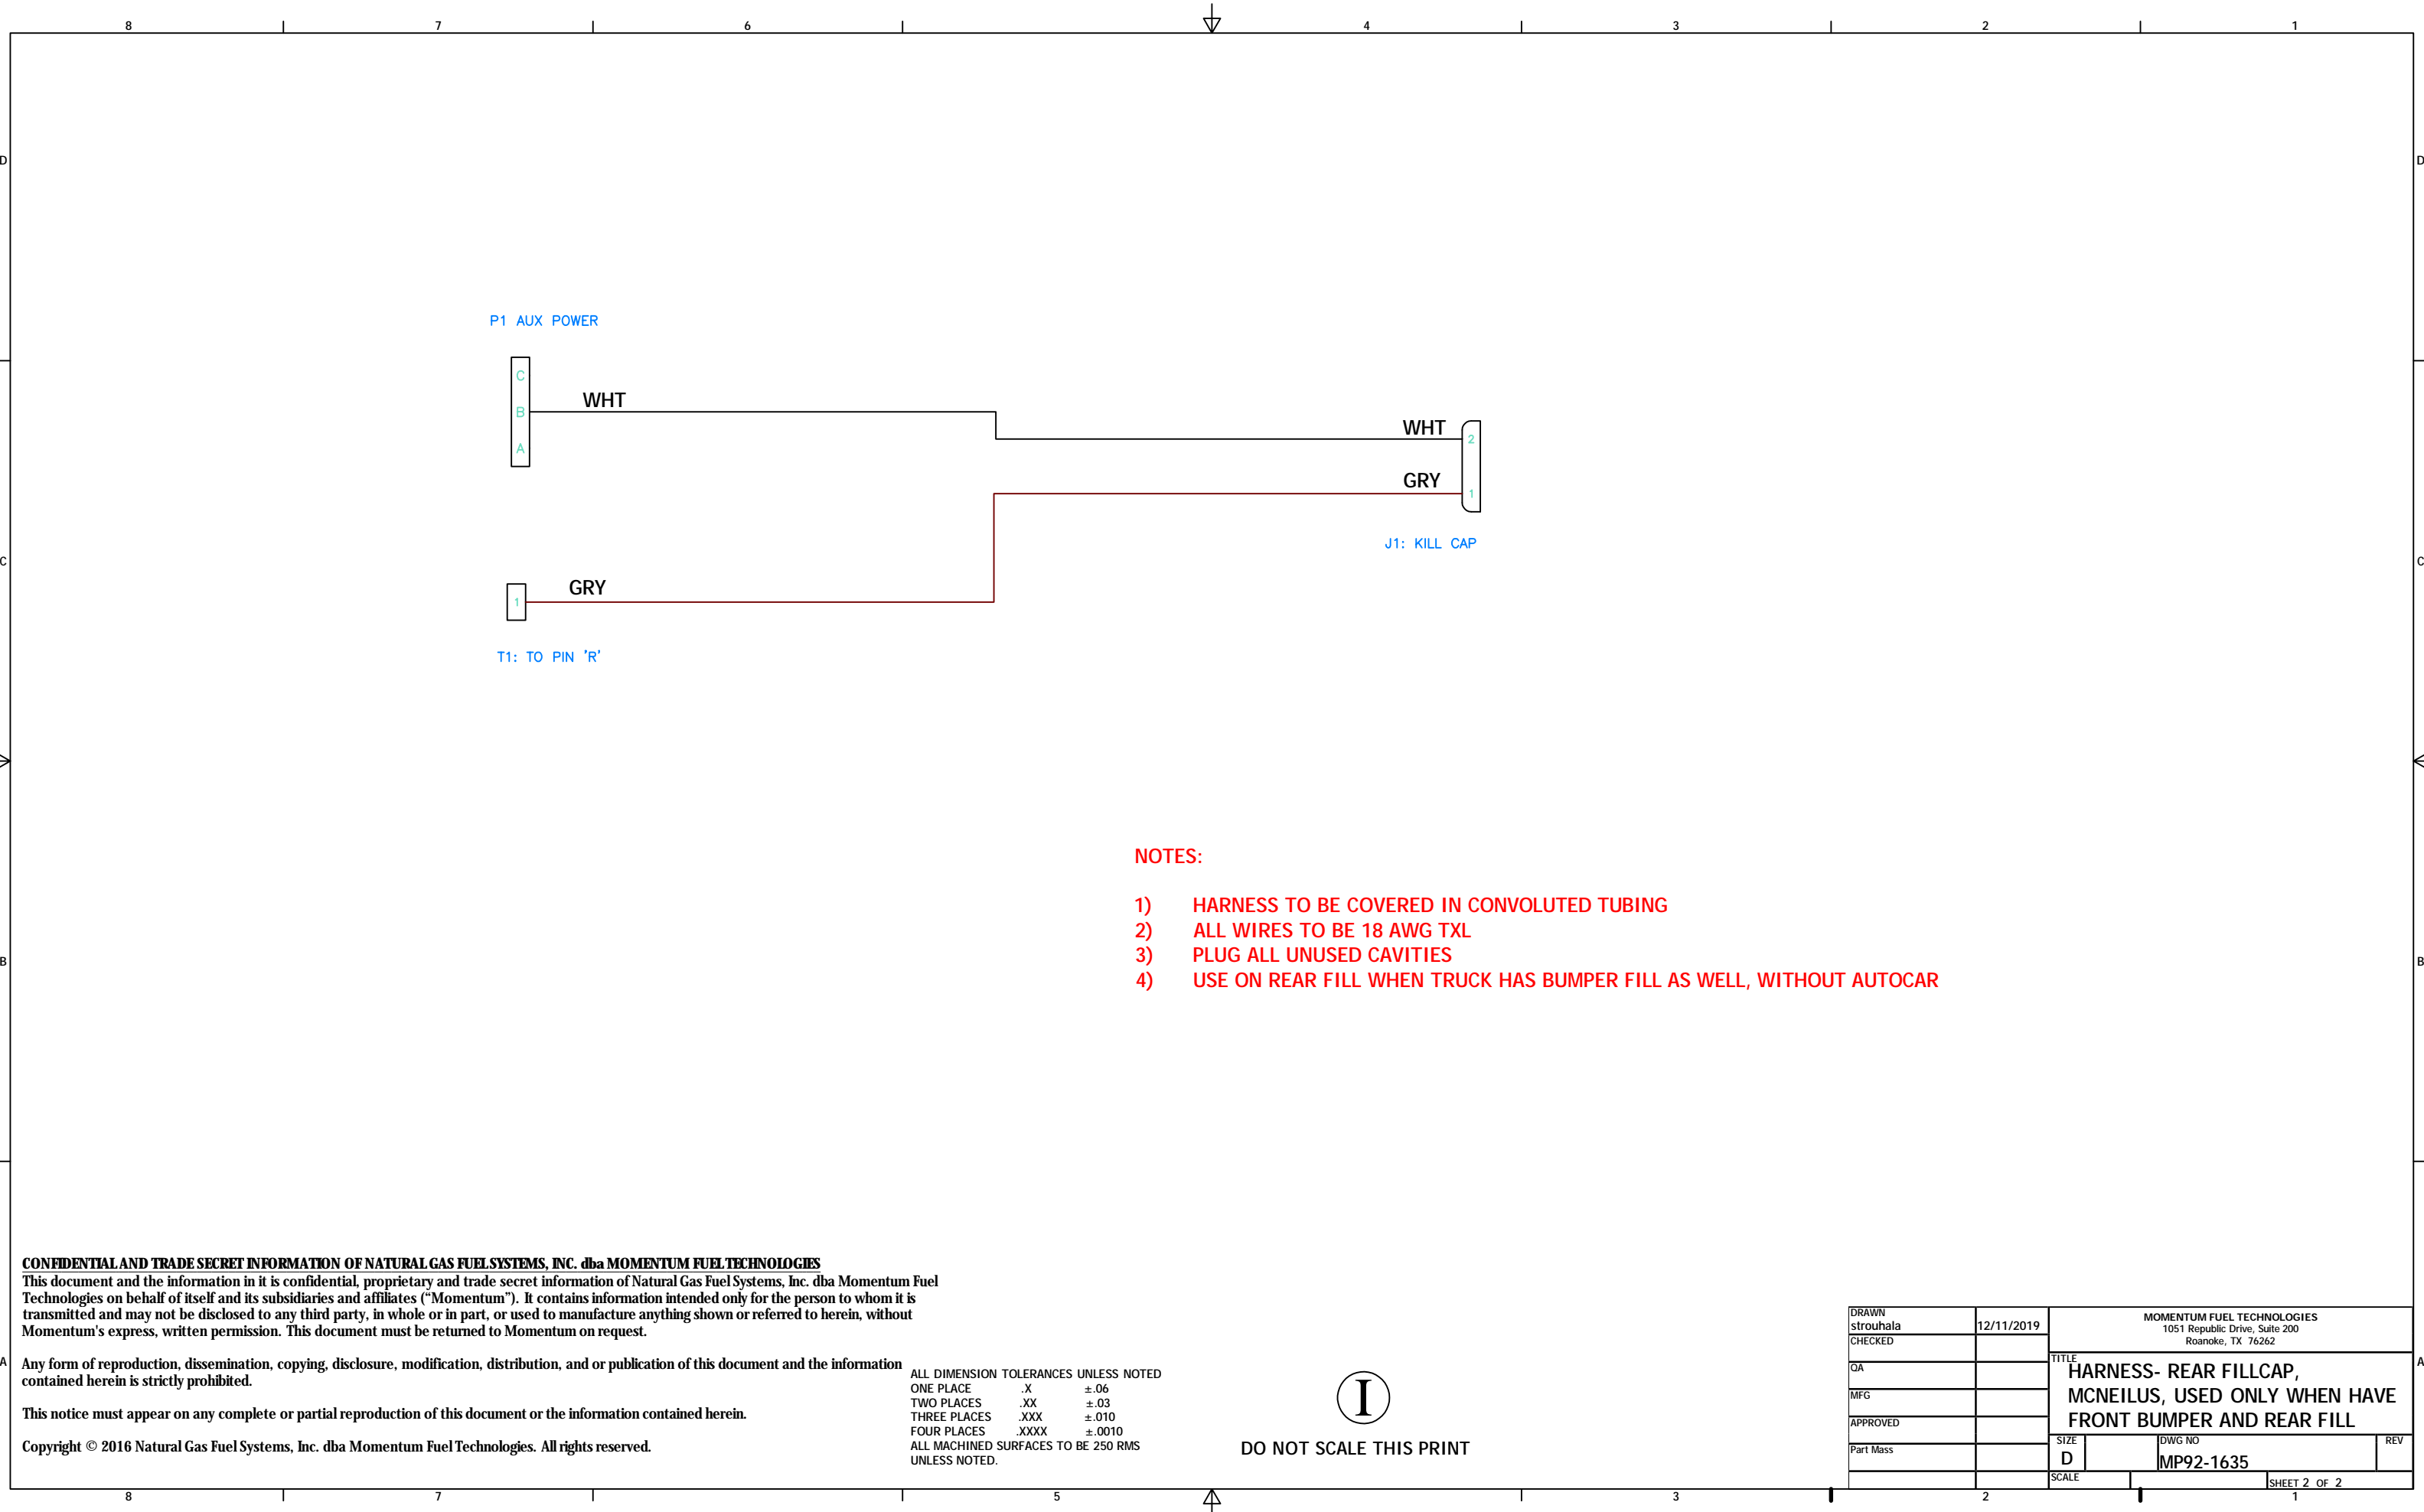 8 7 6 4 3 2 1
D D
P1 AUX POWER
C
B
A
WHT
WHT
2
GRY
1
J1: KILL CAP
C C
GRY
1
T1: TO PIN 'R'
NOTES:
1) HARNESS TO BE COVERED IN CONVOLUTED TUBING
2) ALL WIRES TO BE 18 AWG TXL
3) PLUG ALL UNUSED CAVITIES
4) USE ON REAR FILL WHEN TRUCK HAS BUMPER FILL AS WELL, WITHOUT AUTOCAR
B B
CONFIDENTIAL AND TRADE SECRET INFORMATION OF NATURAL GAS FUEL SYSTEMS, INC. dba MOMENTUM FUEL TECHNOLOGIES
This document and the information in it is confidential, proprietary and trade secret information of Natural Gas Fuel Systems, Inc. dba Momentum Fuel
Technologies on behalf of itself and its subsidiaries and affiliates (“Momentum”). It contains information intended only for the person to whom it is
transmitted and may not be disclosed to any third party, in whole or in part, or used to manufacture anything shown or referred to herein, without
Momentum's express, written permission. This document must be returned to Momentum on request.
Any form of reproduction, dissemination, copying, disclosure, modification, distribution, and or publication of this document and the information
contained herein is strictly prohibited.
This notice must appear on any complete or partial reproduction of this document or the information contained herein.
Copyright © 2016 Natural Gas Fuel Systems, Inc. dba Momentum Fuel Technologies. All rights reserved.
A A
ALL DIMENSION TOLERANCES UNLESS NOTED
ONE PLACE .X ±.06
TWO PLACES .XX ±.03
THREE PLACES .XXX ±.010
FOUR PLACES .XXXX ±.0010
ALL MACHINED SURFACES TO BE 250 RMS
UNLESS NOTED.
I
DO NOT SCALE THIS PRINT
DRAWN
strouhala 12/11/2019
CHECKED
QA
MFG
APPROVED
Part Mass
MOMENTUM FUEL TECHNOLOGIES
1051 Republic Drive, Suite 200
Roanoke, TX 76262
TITLE
HARNESS- REAR FILLCAP,
MCNEILUS, USED ONLY WHEN HAVE
FRONT BUMPER AND REAR FILL
SIZE
D
DWG NO
MP92-1635
REV
SCALE
SHEET 2 OF 2
8 7 5 3 2 1